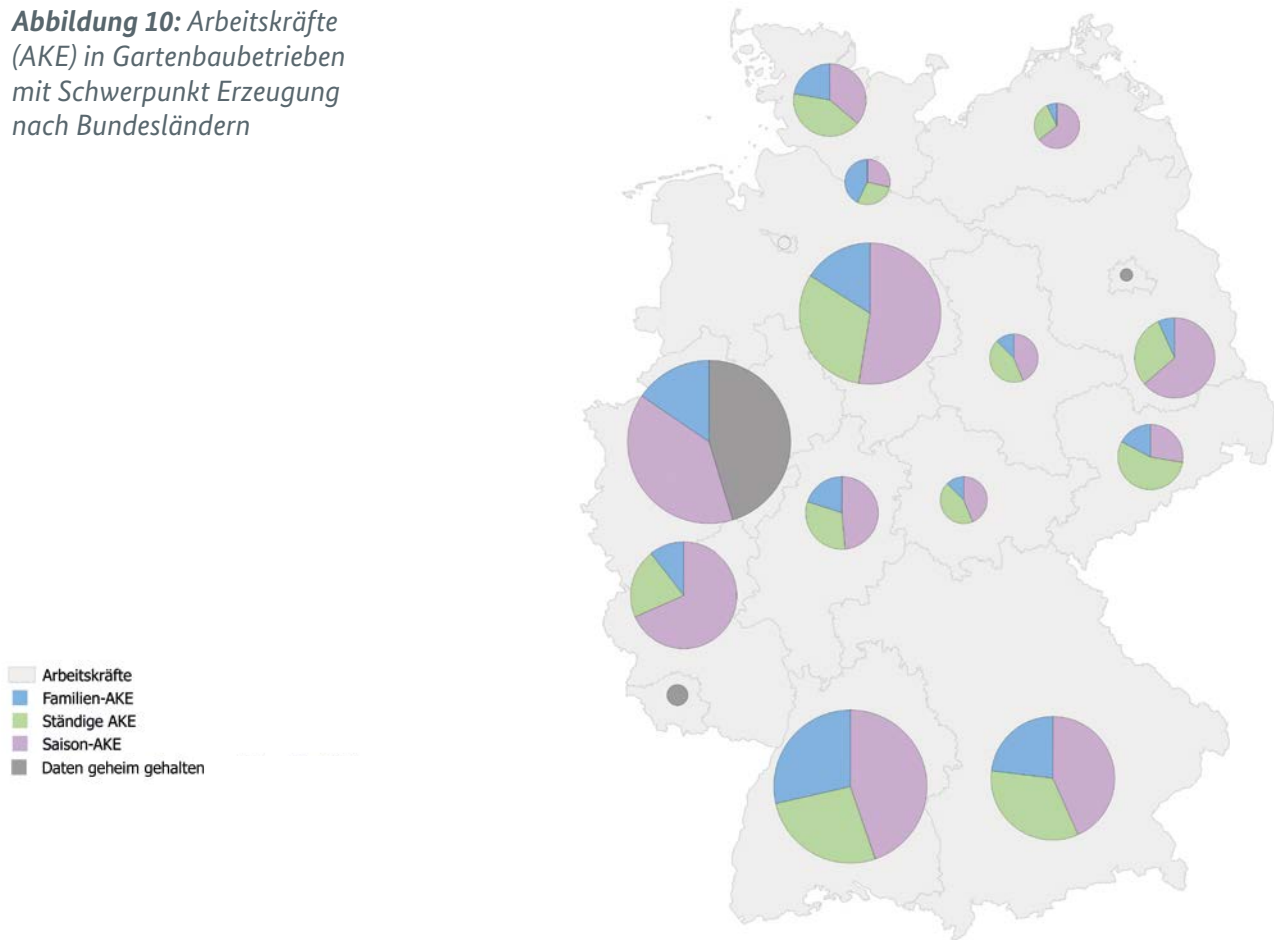 Abbildung 10: Arbeitskräfte
(AKE) in Gartenbaubetrieben
mit Schwerpunkt Erzeugung
nach Bundesländern
Arbeitskräfte
Familien-AKE
Ständige AKE
Saison-AKE
Daten geheim gehalten